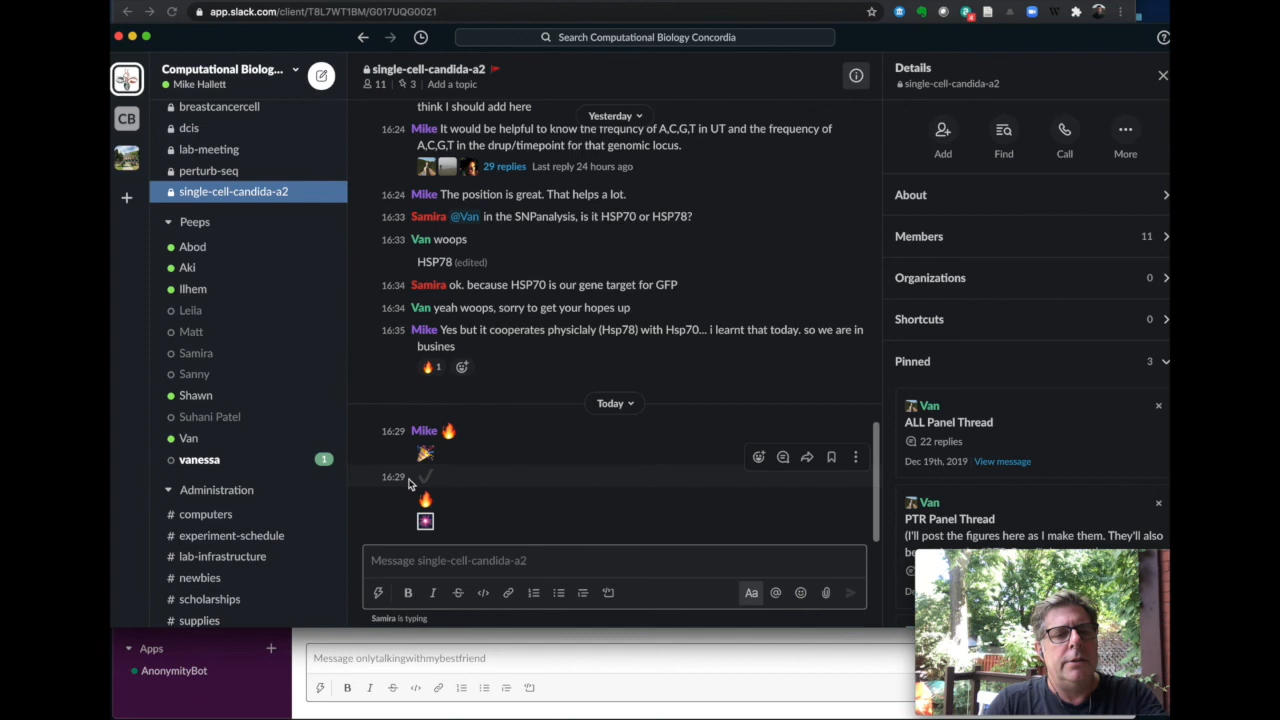 app.slack.com/client/T8L7WT1BM/G017UQG0021
4
Search Computational Biology Concordia
Computational Biolog...
Mike Hallett
CB
breastcancercell
dcis
lab-meeting
perturb-seq
single-cell-candida-a2
Peeps
Abod
Aki
Ilhem
Leila
Matt
Samira
Sanny
Shawn
Suhani Patel
Van
vanessa 1
Administration
# computers
# experiment-schedule
# lab-infrastructure
# newbies
# scholarships
# supplies
Apps
AnonymityBot
single-cell-candida-a2
11 3 Add a topic
think I should add here
Yesterday
16:24 Mike It would be helpful to know the frequncy of A,C,G,T in UT and the frequency of
A,C,G,T in the drup/timepoint for that genomic locus.
29 replies Last reply 24 hours ago
16:24 Mike The position is great. That helps a lot.
16:33 Samira @Van in the SNPanalysis, is it HSP70 or HSP78?
16:33 Van woops
HSP78 (edited)
16:34 Samira ok. because HSP70 is our gene target for GFP
16:34 Van yeah woops, sorry to get your hopes up
16:35 Mike Yes but it cooperates physiclaly (Hsp78) with Hsp70... i learnt that today. so we are in
busines
1
Today
16:29 Mike
16:29
Message single-cell-candida-a2
B I S Aa @
Samira is typing
Message onlytalkingwithmybestfriend
B I S
Details
single-cell-candida-a2
Add Find Call More
About
Members 11
Organizations 0
Shortcuts 0
Pinned 3
Van
ALL Panel Thread
22 replies
Dec 19th, 2019 View message
Van
PTR Panel Thread
(I'll post the figures here as I make them. They'll also